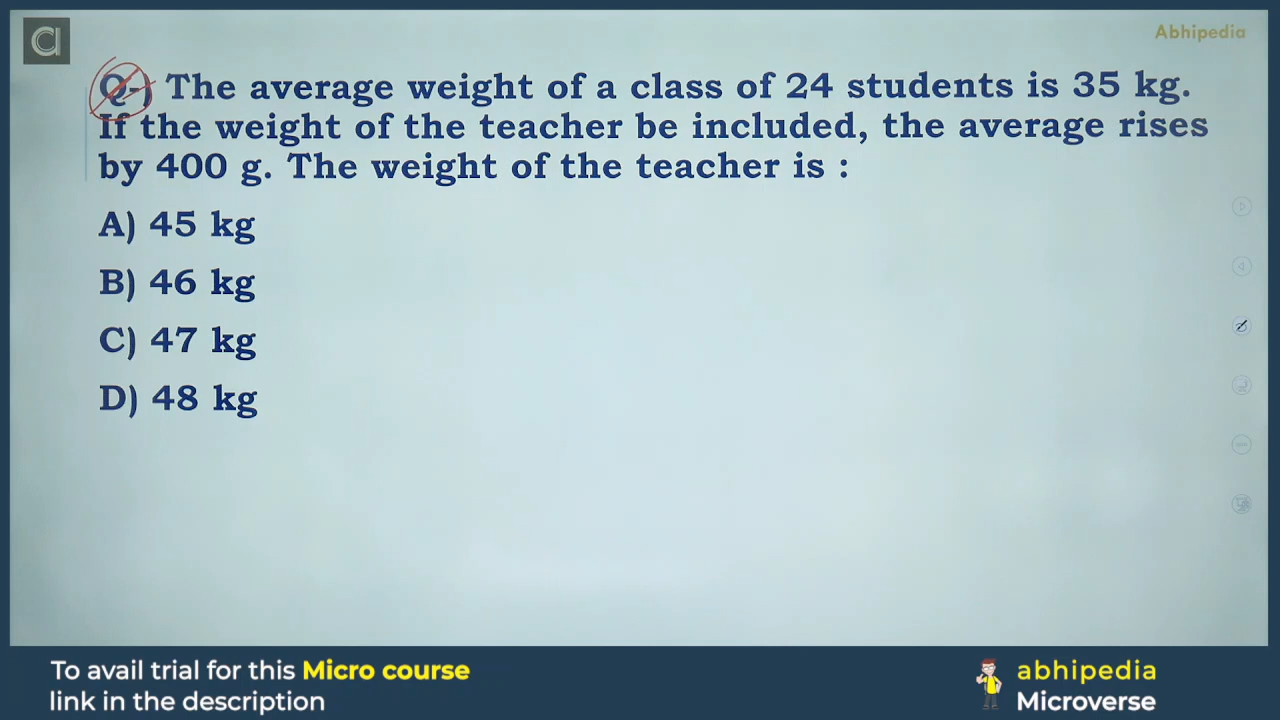 Abhipedia
Q-) The average weight of a class of 24 students is 35 kg.
If the weight of the teacher be included, the average rises
by 400 g. The weight of the teacher is :
A) 45 kg
B) 46 kg
C) 47 kg
D) 48 kg
To avail trial for this Micro course
link in the description
abhipedia
Microverse